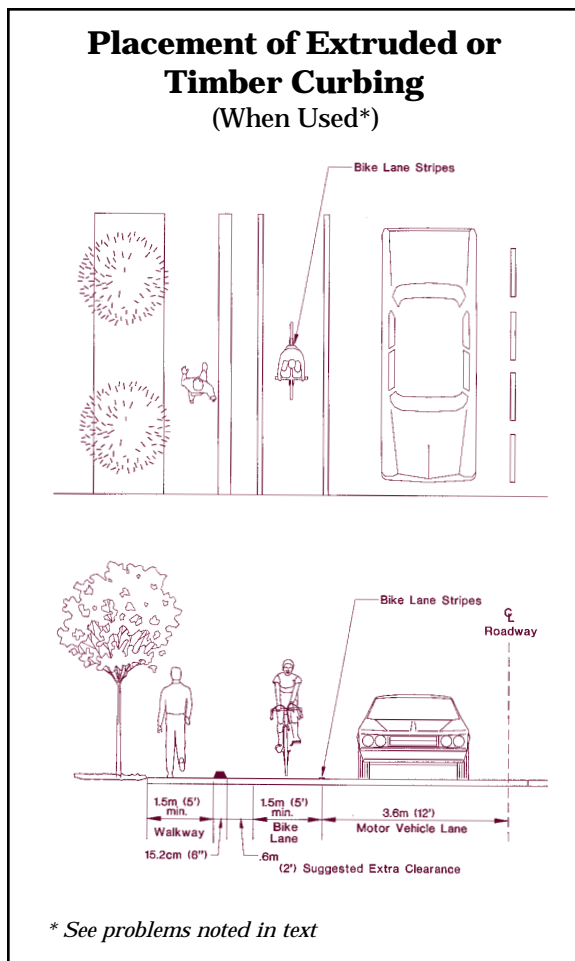 Placement of Extruded or
Timber Curbing
(When Used*)
Bike Lane Stripes
Bike Lane Stripes
℄
Roadway
1.5m (5')
min.
Walkway
1.5m (5')
min.
Bike
Lane
3.6m (12')
Motor Vehicle Lane
15.2cm (6")
.6m
(2') Suggested Extra Clearance
* See problems noted in text